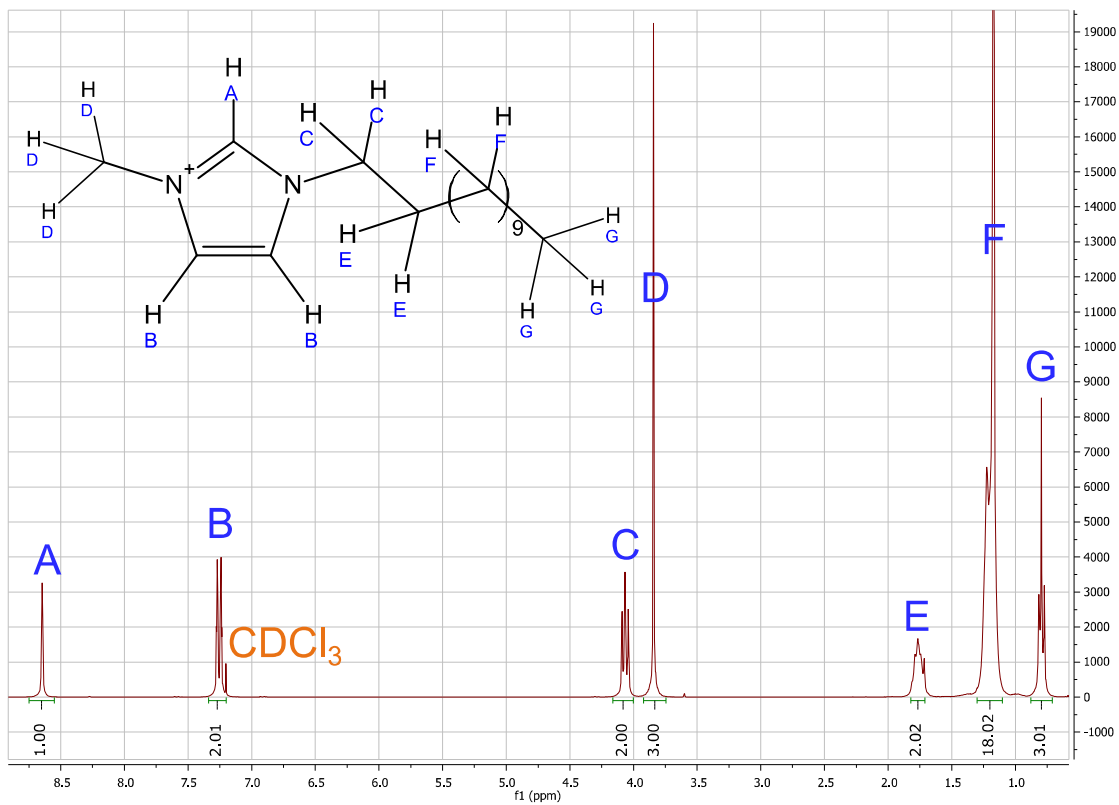 H
A
H
D
H
D
H
D
H
C
H
C
N
+
N
H
F
H
F
9
H
E
H
E
H
G
H
G
H
G
H
B
H
B
A
B
CDCl3
C
D
E
F
G
19000
18000
17000
16000
15000
14000
13000
12000
11000
10000
9000
8000
7000
6000
5000
4000
3000
2000
1000
0
-1000
1.00
2.01
2.00
3.00
2.02
18.02
3.01
8.5 8.0 7.5 7.0 6.5 6.0 5.5 5.0 4.5 4.0 3.5 3.0 2.5 2.0 1.5 1.0
f1 (ppm)